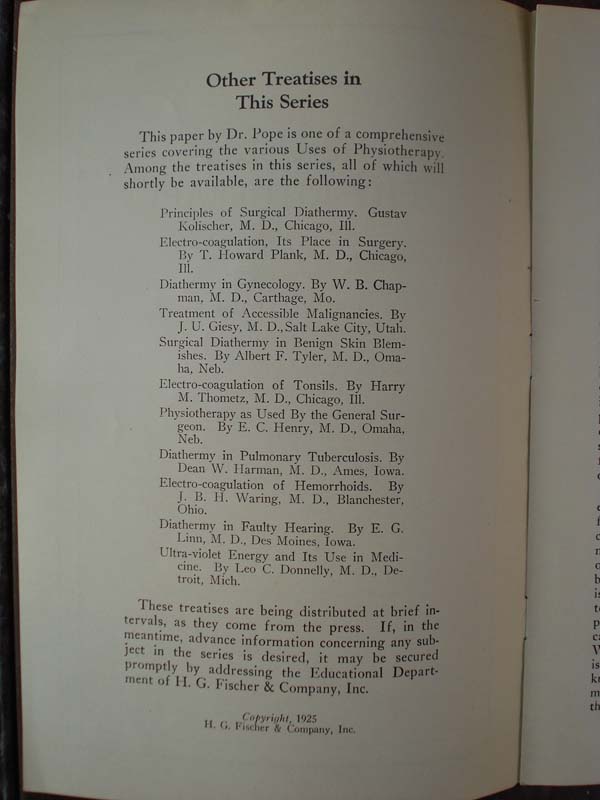 Other Treatises in
This Series
This paper by Dr. Pope is one of a comprehensive
series covering the various Uses of Physiotherapy.
Among the treatises in this series, all of which will
shortly be available, are the following:
Principles of Surgical Diathermy. Gustav
Kolischer, M. D., Chicago, Ill.
Electro-coagulation, Its Place in Surgery.
By T. Howard Plank, M. D., Chicago,
Ill.
Diathermy in Gynecology. By W. B. Chap-
man, M. D., Carthage, Mo.
Treatment of Accessible Malignancies. By
J. U. Giesy, M. D., Salt Lake City, Utah.
Surgical Diathermy in Benign Skin Blem-
ishes. By Albert F. Tyler, M. D., Oma-
ha, Neb.
Electro-coagulation of Tonsils. By Harry
M. Thometz, M. D., Chicago, Ill.
Physiotherapy as Used By the General Sur-
geon. By E. C. Henry, M. D., Omaha,
Neb.
Diathermy in Pulmonary Tuberculosis. By
Dean W. Harman, M. D., Ames, Iowa.
Electro-coagulation of Hemorrhoids. By
J. B. H. Waring, M. D., Blanchester,
Ohio.
Diathermy in Faulty Hearing. By E. G.
Linn, M. D., Des Moines, Iowa.
Ultra-violet Energy and Its Use in Medi-
cine. By Leo C. Donnelly, M. D., De-
troit, Mich.
These treatises are being distributed at brief in-
tervals, as they come from the press. If, in the
meantime, advance information concerning any sub-
ject in the series is desired, it may be secured
promptly by addressing the Educational Depart-
ment of H. G. Fischer & Company, Inc.
Copyright, 1925
H. G. Fischer & Company, Inc.